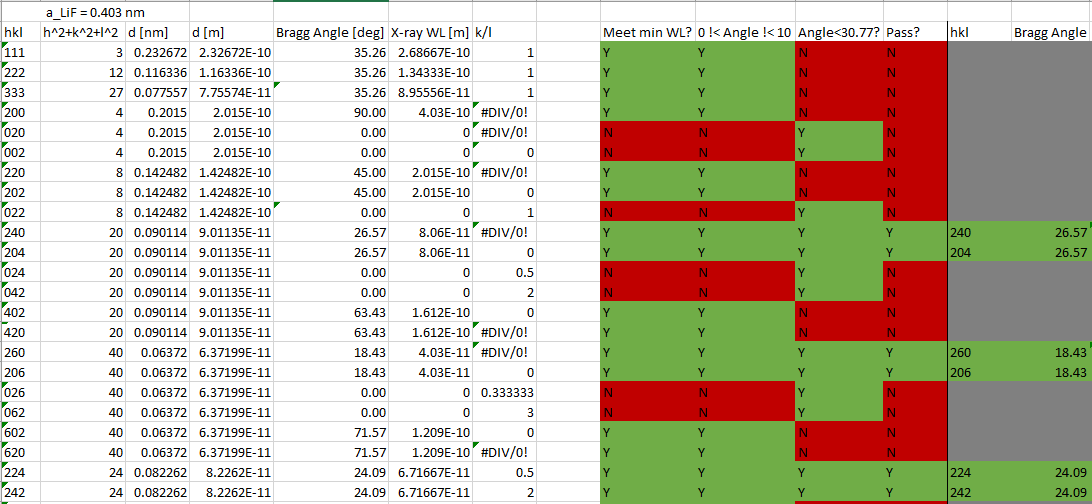 a_LiF = 0.403 nm
hkl h^2+k^2+l^2 d [nm] d [m] Bragg Angle [deg] X-ray WL [m] k/l Meet min WL? 0 !< Angle !< 10 Angle<30.77? Pass? hkl Bragg Angle
111 3 0.232672 2.32672E-10 35.26 2.68667E-10 1 Y Y N N
222 12 0.116336 1.16336E-10 35.26 1.34333E-10 1 Y Y N N
333 27 0.077557 7.75574E-11 35.26 8.95556E-11 1 Y Y N N
200 4 0.2015 2.015E-10 90.00 4.03E-10 #DIV/0! Y Y N N
020 4 0.2015 2.015E-10 0.00 0 #DIV/0! N N Y N
002 4 0.2015 2.015E-10 0.00 0 0 N N Y N
220 8 0.142482 1.42482E-10 45.00 2.015E-10 #DIV/0! Y Y N N
202 8 0.142482 1.42482E-10 45.00 2.015E-10 0 Y Y N N
022 8 0.142482 1.42482E-10 0.00 0 1 N N Y N
240 20 0.090114 9.01135E-11 26.57 8.06E-11 #DIV/0! Y Y Y Y 240 26.57
204 20 0.090114 9.01135E-11 26.57 8.06E-11 0 Y Y Y Y 204 26.57
024 20 0.090114 9.01135E-11 0.00 0 0.5 N N Y N
042 20 0.090114 9.01135E-11 0.00 0 2 N N Y N
402 20 0.090114 9.01135E-11 63.43 1.612E-10 0 Y Y N N
420 20 0.090114 9.01135E-11 63.43 1.612E-10 #DIV/0! Y Y N N
260 40 0.06372 6.37199E-11 18.43 4.03E-11 #DIV/0! Y Y Y Y 260 18.43
206 40 0.06372 6.37199E-11 18.43 4.03E-11 0 Y Y Y Y 206 18.43
026 40 0.06372 6.37199E-11 0.00 0 0.333333 N N Y N
062 40 0.06372 6.37199E-11 0.00 0 3 N N Y N
602 40 0.06372 6.37199E-11 71.57 1.209E-10 0 Y Y N N
620 40 0.06372 6.37199E-11 71.57 1.209E-10 #DIV/0! Y Y N N
224 24 0.082262 8.2262E-11 24.09 6.71667E-11 0.5 Y Y Y Y 224 24.09
242 24 0.082262 8.2262E-11 24.09 6.71667E-11 2 Y Y Y Y 242 24.09